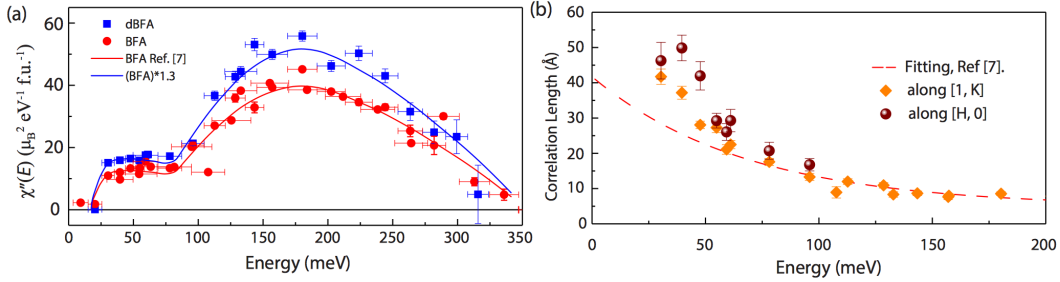 (a)
60
40
20
0
χ''(E) (μB² eV⁻¹ f.u.⁻¹)
dBFA
BFA
BFA Ref. [7]
(BFA)*1.3
0 50 100 150 200 250 300 350
Energy (meV)
(b)
60
50
40
30
20
10
0
Correlation Length (Å)
Fitting, Ref [7].
along [1, K]
along [H, 0]
0 50 100 150 200
Energy (meV)